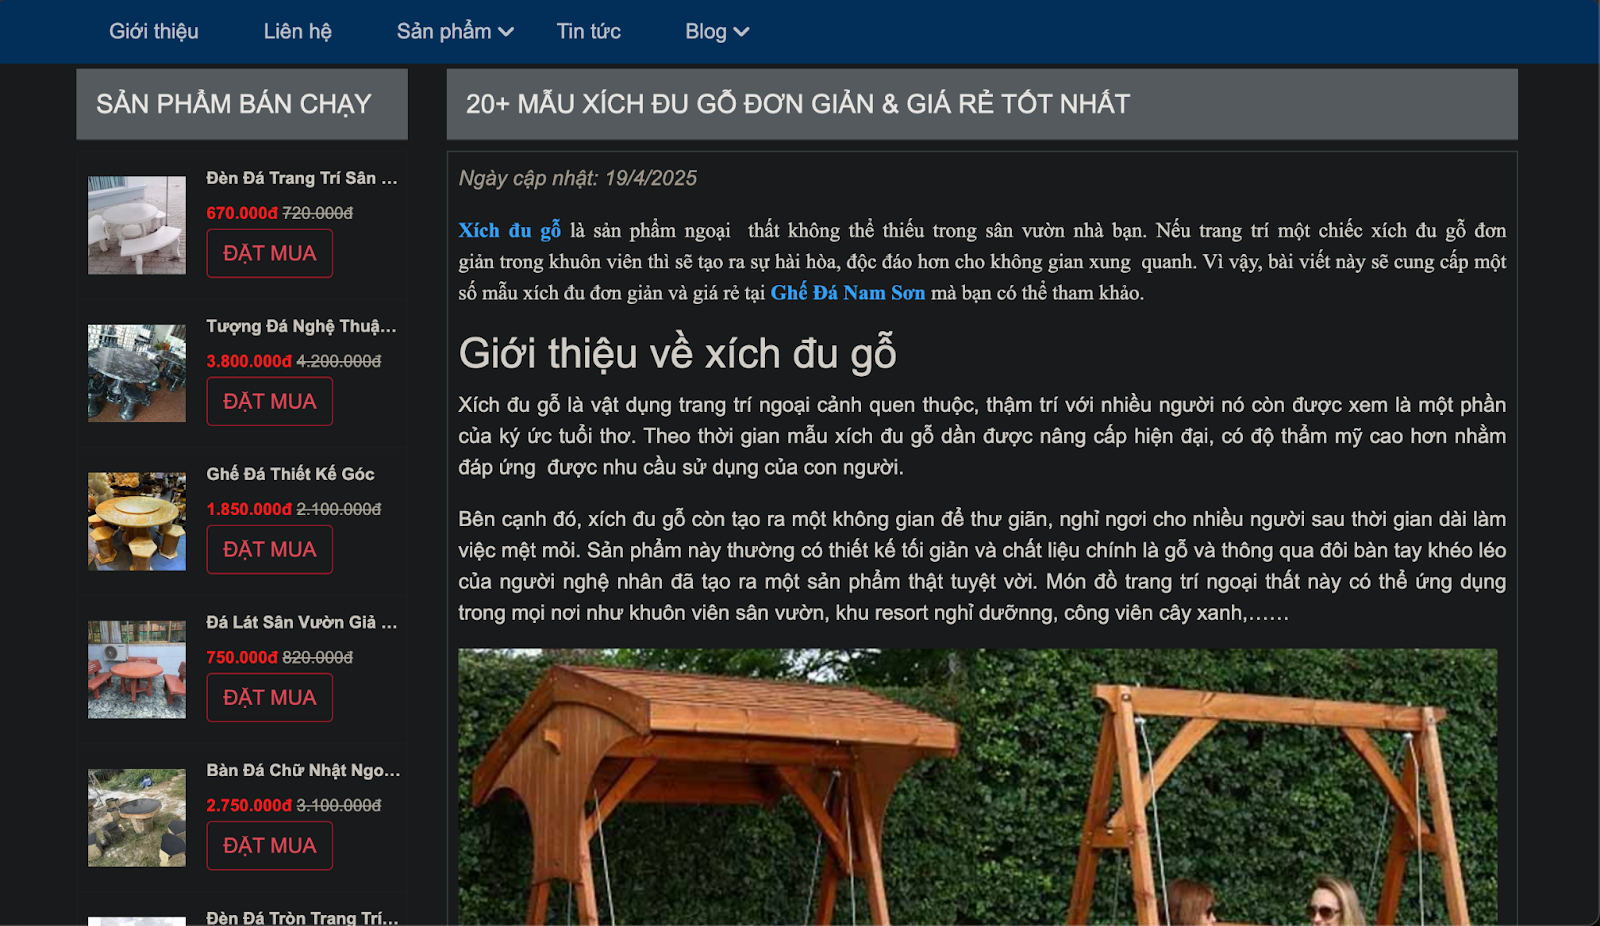 Giới thiệu
Liên hệ
Sản phẩm
Tin tức
Blog
SẢN PHẨM BÁN CHẠY
Đèn Đá Trang Trí Sân ...
670.000đ 720.000đ
ĐẶT MUA
Tượng Đá Nghệ Thuậ...
3.800.000đ 4.200.000đ
ĐẶT MUA
Ghế Đá Thiết Kế Góc
1.850.000đ 2.100.000đ
ĐẶT MUA
Đá Lát Sân Vườn Giả ...
750.000đ 820.000đ
ĐẶT MUA
Bàn Đá Chữ Nhật Ngo...
2.750.000đ 3.100.000đ
ĐẶT MUA
Đèn Đá Tròn Trang Trí...
20+ MẪU XÍCH ĐU GỖ ĐƠN GIẢN & GIÁ RẺ TỐT NHẤT
Ngày cập nhật: 19/4/2025
Xích đu gỗ là sản phẩm ngoại thất không thể thiếu trong sân vườn nhà bạn. Nếu trang trí một chiếc xích đu gỗ đơn
giản trong khuôn viên thì sẽ tạo ra sự hài hòa, độc đáo hơn cho không gian xung quanh. Vì vậy, bài viết này sẽ cung cấp một
số mẫu xích đu đơn giản và giá rẻ tại Ghế Đá Nam Sơn mà bạn có thể tham khảo.
Giới thiệu về xích đu gỗ
Xích đu gỗ là vật dụng trang trí ngoại cảnh quen thuộc, thậm trí với nhiều người nó còn được xem là một phần
của ký ức tuổi thơ. Theo thời gian mẫu xích đu gỗ dần được nâng cấp hiện đại, có độ thẩm mỹ cao hơn nhằm
đáp ứng được nhu cầu sử dụng của con người.
Bên cạnh đó, xích đu gỗ còn tạo ra một không gian để thư giãn, nghỉ ngơi cho nhiều người sau thời gian dài làm
việc mệt mỏi. Sản phẩm này thường có thiết kế tối giản và chất liệu chính là gỗ và thông qua đôi bàn tay khéo léo
của người nghệ nhân đã tạo ra một sản phẩm thật tuyệt vời. Món đồ trang trí ngoại thất này có thể ứng dụng
trong mọi nơi như khuôn viên sân vườn, khu resort nghỉ dưỡnng, công viên cây xanh,......